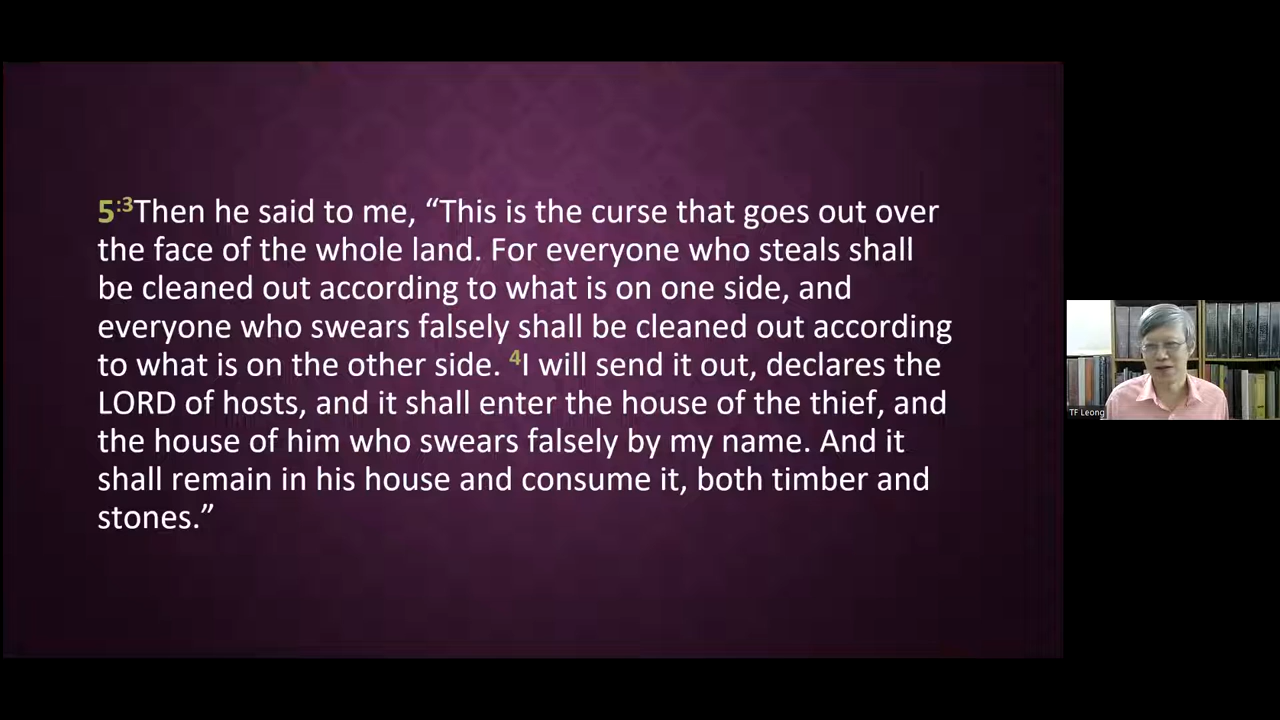 5:3Then he said to me, “This is the curse that goes out over
the face of the whole land. For everyone who steals shall
be cleaned out according to what is on one side, and
everyone who swears falsely shall be cleaned out according
to what is on the other side. 4I will send it out, declares the
LORD of hosts, and it shall enter the house of the thief, and
the house of him who swears falsely by my name. And it
shall remain in his house and consume it, both timber and
stones.”
TF Leong